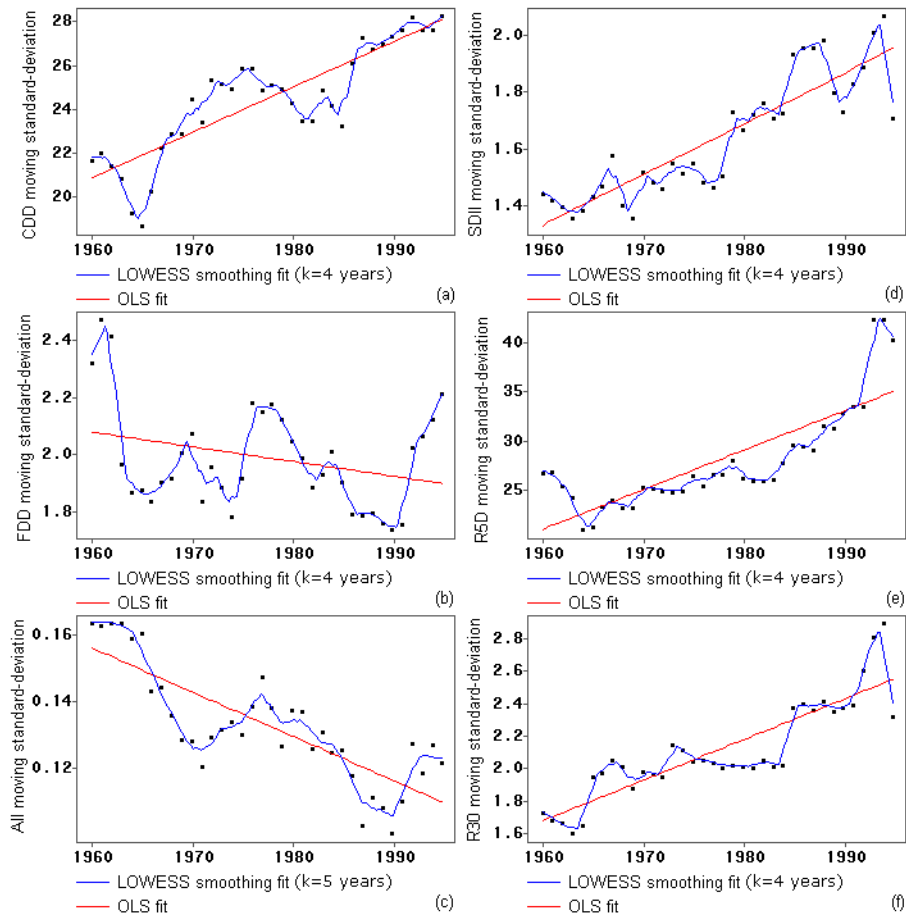 CDD moving standard-deviation
28
26
24
22
20
1960 1970 1980 1990
LOWESS smoothing fit (k=4 years)
OLS fit
(a)
SDII moving standard-deviation
2.0
1.8
1.6
1.4
1960 1970 1980 1990
LOWESS smoothing fit (k=4 years)
OLS fit
(d)
FDD moving standard-deviation
2.4
2.2
2.0
1.8
1960 1970 1980 1990
LOWESS smoothing fit (k=4 years)
OLS fit
(b)
R5D moving standard-deviation
40
35
30
25
1960 1970 1980 1990
LOWESS smoothing fit (k=4 years)
OLS fit
(e)
All moving standard-deviation
0.16
0.14
0.12
1960 1970 1980 1990
LOWESS smoothing fit (k=5 years)
OLS fit
(c)
R30 moving standard-deviation
2.8
2.6
2.4
2.2
2.0
1.8
1.6
1960 1970 1980 1990
LOWESS smoothing fit (k=4 years)
OLS fit
(f)